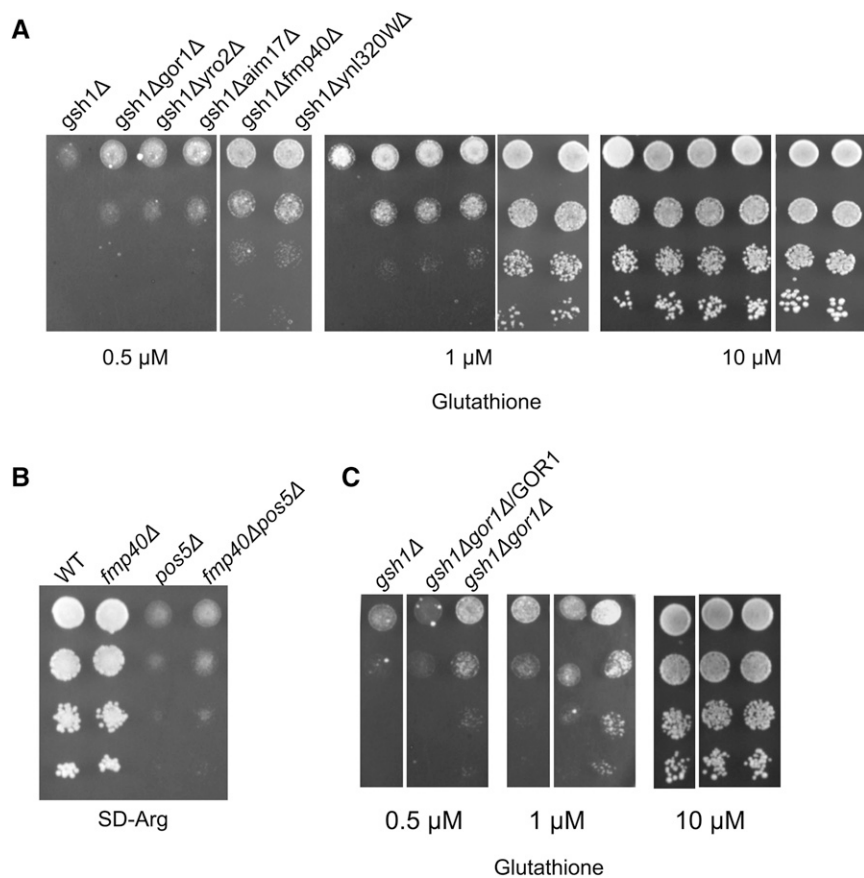 A
gsh1Δ
gsh1Δgor1Δ
gsh1Δyro2Δ
gsh1Δaim17Δ
gsh1Δfmp40Δ
gsh1Δynl320WΔ
0.5 µM
1 µM
10 µM
Glutathione
B
WT
fmp40Δ
pos5Δ
fmp40Δpos5Δ
SD-Arg
C
gsh1Δ
gsh1Δgor1Δ/GOR1
gsh1Δgor1Δ
0.5 µM
1 µM
10 µM
Glutathione